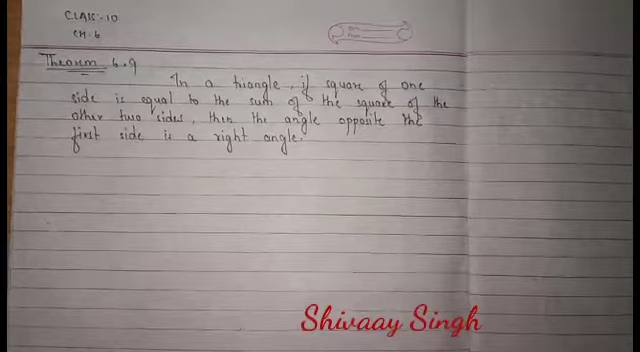 CLASS:- 10
CH. 6
Theorem 6.9
In a triangle, if square of one
side is equal to the sum of the square of the
other two sides, then the angle opposite the
first side is a right angle.
Shivaay Singh